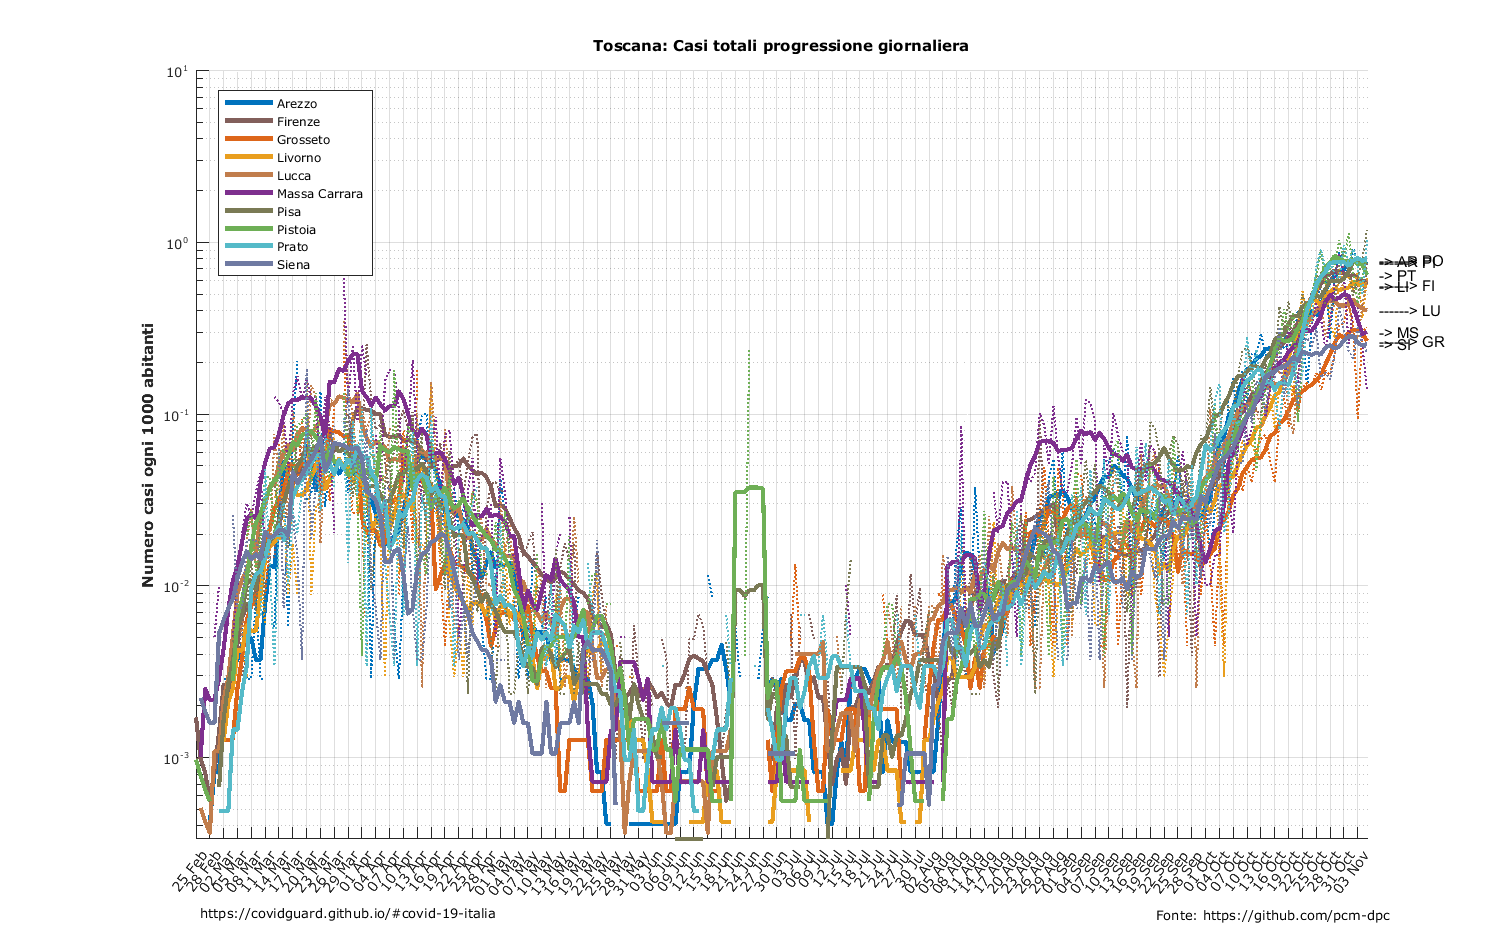 Toscana: Casi totali progressione giornaliera
Numero casi ogni 1000 abitanti
10^1
10^0
10^-1
10^-2
10^-3
Arezzo
Firenze
Grosseto
Livorno
Lucca
Massa Carrara
Pisa
Pistoia
Prato
Siena
-> PT
-> FI
------> LU
-> MS
-> GR
25 Feb
28 Feb
02 Mar
05 Mar
08 Mar
11 Mar
14 Mar
17 Mar
20 Mar
23 Mar
26 Mar
29 Mar
01 Apr
04 Apr
07 Apr
10 Apr
13 Apr
16 Apr
19 Apr
22 Apr
25 Apr
28 Apr
01 May
04 May
07 May
10 May
13 May
16 May
19 May
22 May
25 May
28 May
31 May
03 Jun
06 Jun
09 Jun
12 Jun
15 Jun
18 Jun
21 Jun
24 Jun
27 Jun
30 Jun
03 Jul
06 Jul
09 Jul
12 Jul
15 Jul
18 Jul
21 Jul
24 Jul
27 Jul
30 Jul
02 Aug
05 Aug
08 Aug
11 Aug
14 Aug
17 Aug
20 Aug
23 Aug
26 Aug
29 Aug
01 Sep
04 Sep
07 Sep
10 Sep
13 Sep
16 Sep
19 Sep
22 Sep
25 Sep
28 Sep
01 Oct
04 Oct
07 Oct
10 Oct
13 Oct
16 Oct
19 Oct
22 Oct
25 Oct
28 Oct
31 Oct
03 Nov
https://covidguard.github.io/#covid-19-italia
Fonte: https://github.com/pcm-dpc